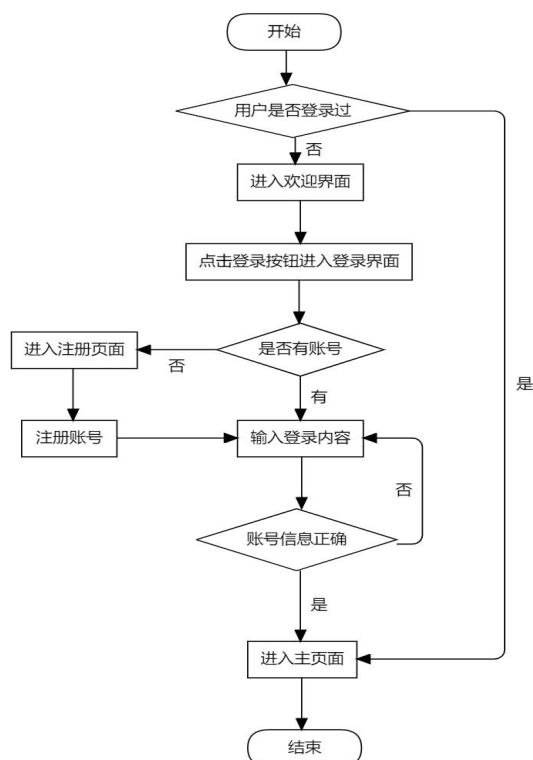 开始
用户是否登录过
否
进入欢迎界面
点击登录按钮进入登录界面
进入注册页面
否
是否有账号
是
有
注册账号
输入登录内容
否
账号信息正确
是
进入主页面
结束